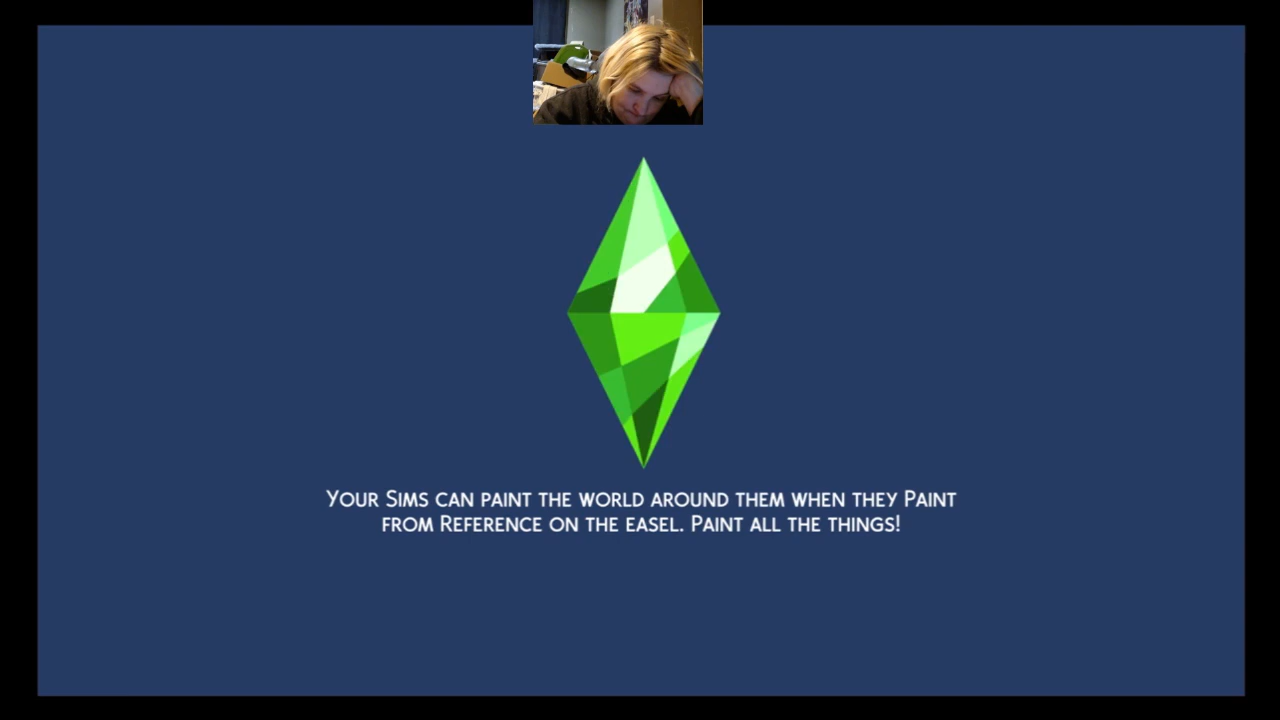 Your Sims can paint the world around them when they Paint
from Reference on the easel. Paint all the things!